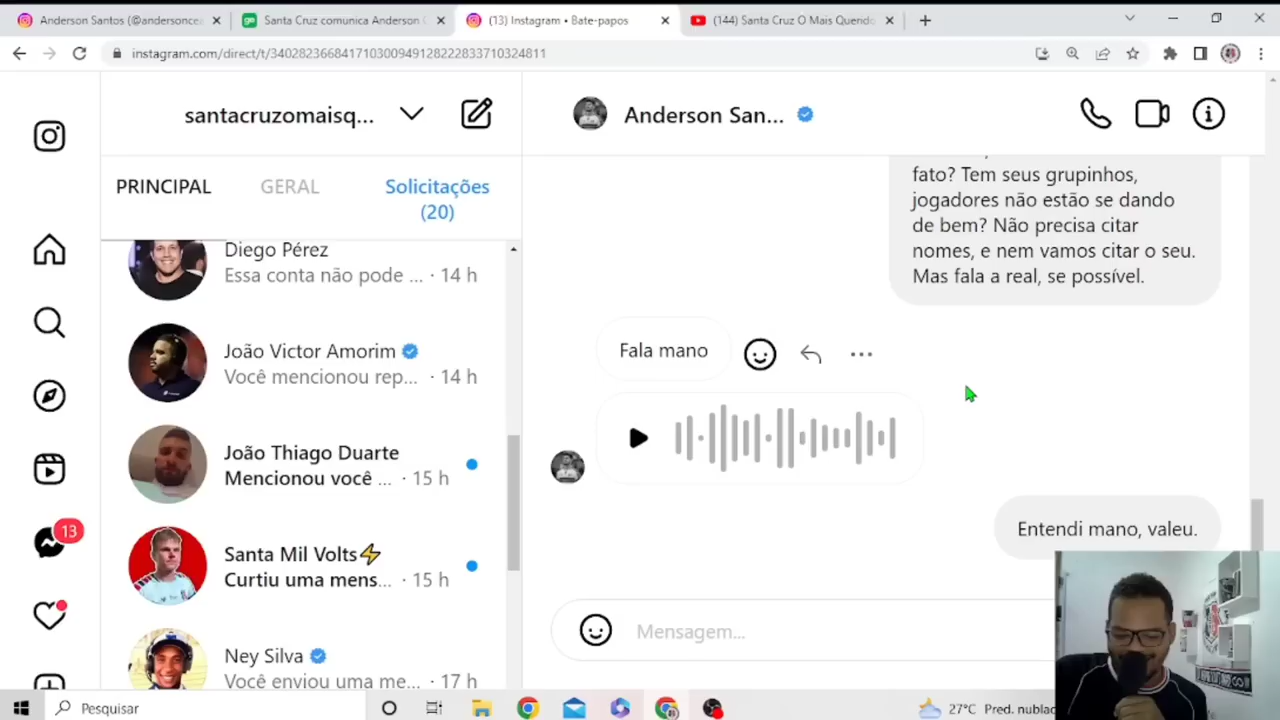 Anderson Santos (@andersoncea
Santa Cruz comunica Anderson C
(13) Instagram • Bate-papos
(144) Santa Cruz O Mais Quendo
instagram.com/direct/t/340282366841710300949128222833710324811
santacruzomaisq...
PRINCIPAL
GERAL
Solicitações
(20)
Diego Pérez
Essa conta não pode ... · 14 h
João Victor Amorim
Você mencionou rep... · 14 h
João Thiago Duarte
Mencionou você ... · 15 h
Santa Mil Volts⚡
Curtiu uma mens... · 15 h
Ney Silva
Você enviou uma me... · 17 h
13
Anderson San...
fato? Tem seus grupinhos,
jogadores não estão se dando
de bem? Não precisa citar
nomes, e nem vamos citar o seu.
Mas fala a real, se possível.
Fala mano
Entendi mano, valeu.
Mensagem...
Pesquisar
27°C Pred. nublac